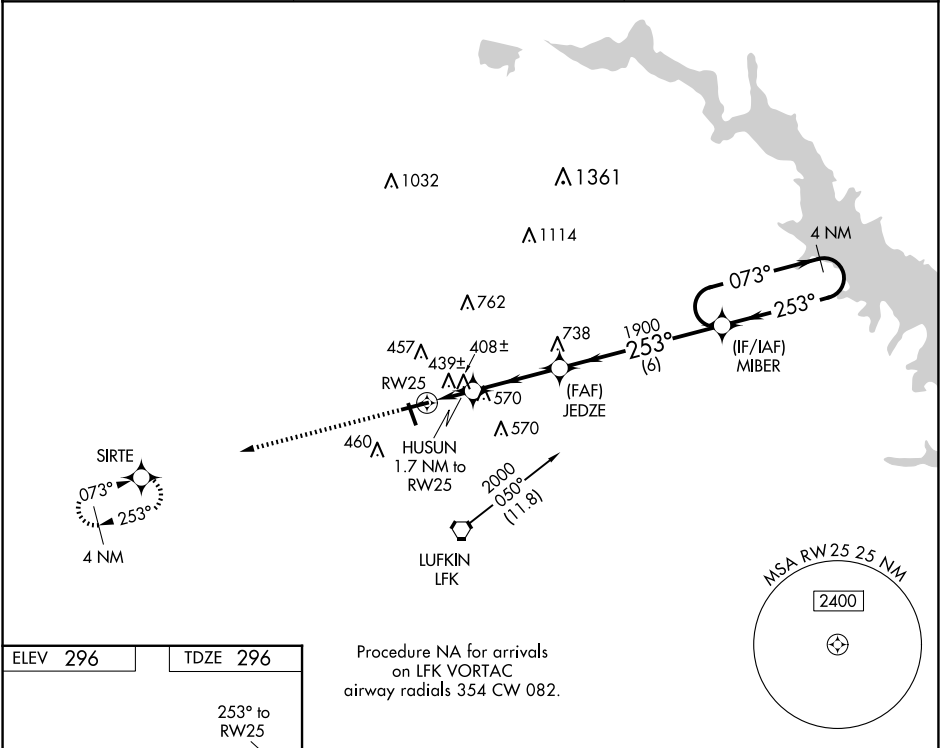 1032
1361
1114
4 NM
073°
253°
762
738
1900
253°
(6)
(IF/IAF)
MIBER
457
408±
439±
RW25
570
(FAF)
JEDZE
570
460
HUSUN
1.7 NM to
RW25
SIRTE
073°
253°
4 NM
2000
050°
(11.8)
LUFKIN
LFK
MSA RW 25 25 NM
2400
ELEV 296
TDZE 296
Procedure NA for arrivals
on LFK VORTAC
airway radials 354 CW 082.
253° to
RW25